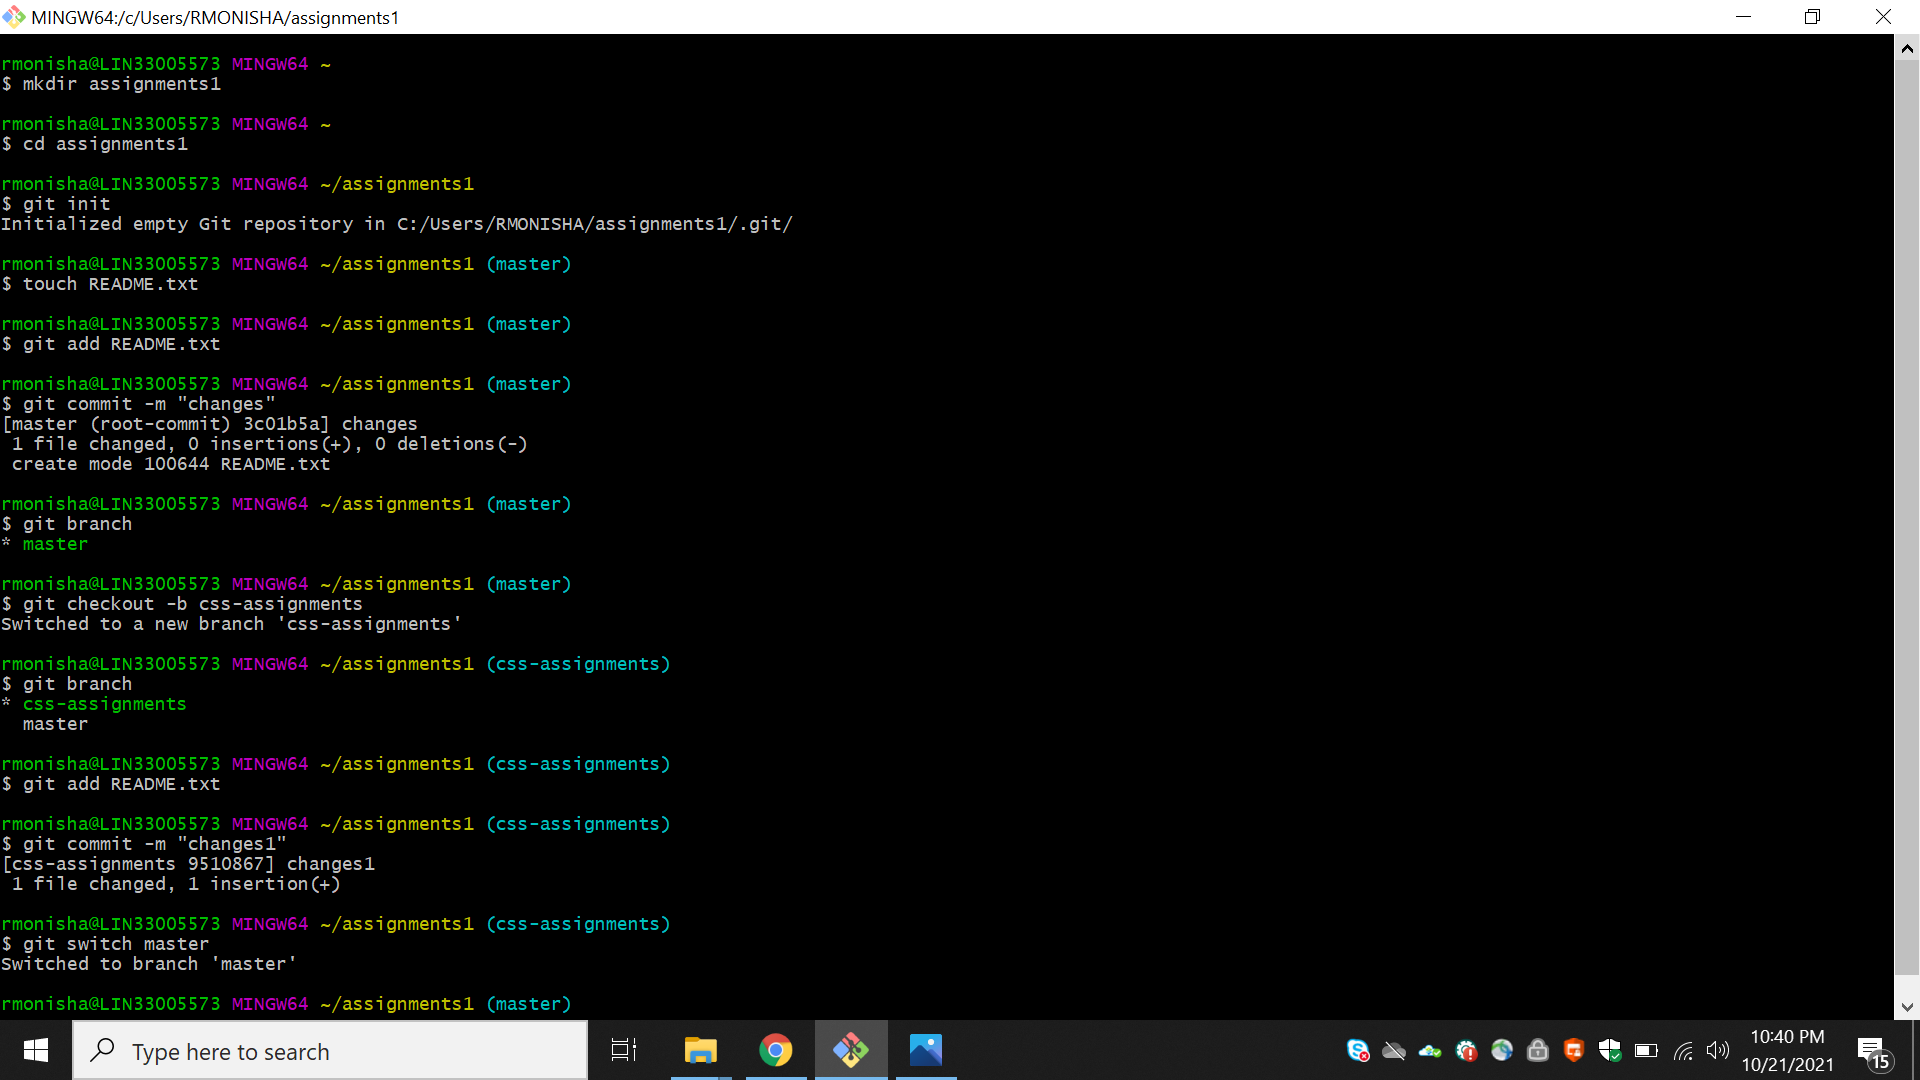 MINGW64:/c/Users/RMONISHA/assignments1
rmonisha@LIN33005573 MINGW64 ~
$ mkdir assignments1
rmonisha@LIN33005573 MINGW64 ~
$ cd assignments1
rmonisha@LIN33005573 MINGW64 ~/assignments1
$ git init
Initialized empty Git repository in C:/Users/RMONISHA/assignments1/.git/
rmonisha@LIN33005573 MINGW64 ~/assignments1 (master)
$ touch README.txt
rmonisha@LIN33005573 MINGW64 ~/assignments1 (master)
$ git add README.txt
rmonisha@LIN33005573 MINGW64 ~/assignments1 (master)
$ git commit -m "changes"
[master (root-commit) 3c01b5a] changes
 1 file changed, 0 insertions(+), 0 deletions(-)
 create mode 100644 README.txt
rmonisha@LIN33005573 MINGW64 ~/assignments1 (master)
$ git branch
* master
rmonisha@LIN33005573 MINGW64 ~/assignments1 (master)
$ git checkout -b css-assignments
Switched to a new branch 'css-assignments'
rmonisha@LIN33005573 MINGW64 ~/assignments1 (css-assignments)
$ git branch
* css-assignments
  master
rmonisha@LIN33005573 MINGW64 ~/assignments1 (css-assignments)
$ git add README.txt
rmonisha@LIN33005573 MINGW64 ~/assignments1 (css-assignments)
$ git commit -m "changes1"
[css-assignments 9510867] changes1
 1 file changed, 1 insertion(+)
rmonisha@LIN33005573 MINGW64 ~/assignments1 (css-assignments)
$ git switch master
Switched to branch 'master'
rmonisha@LIN33005573 MINGW64 ~/assignments1 (master)
Type here to search
10:40 PM
10/21/2021
15